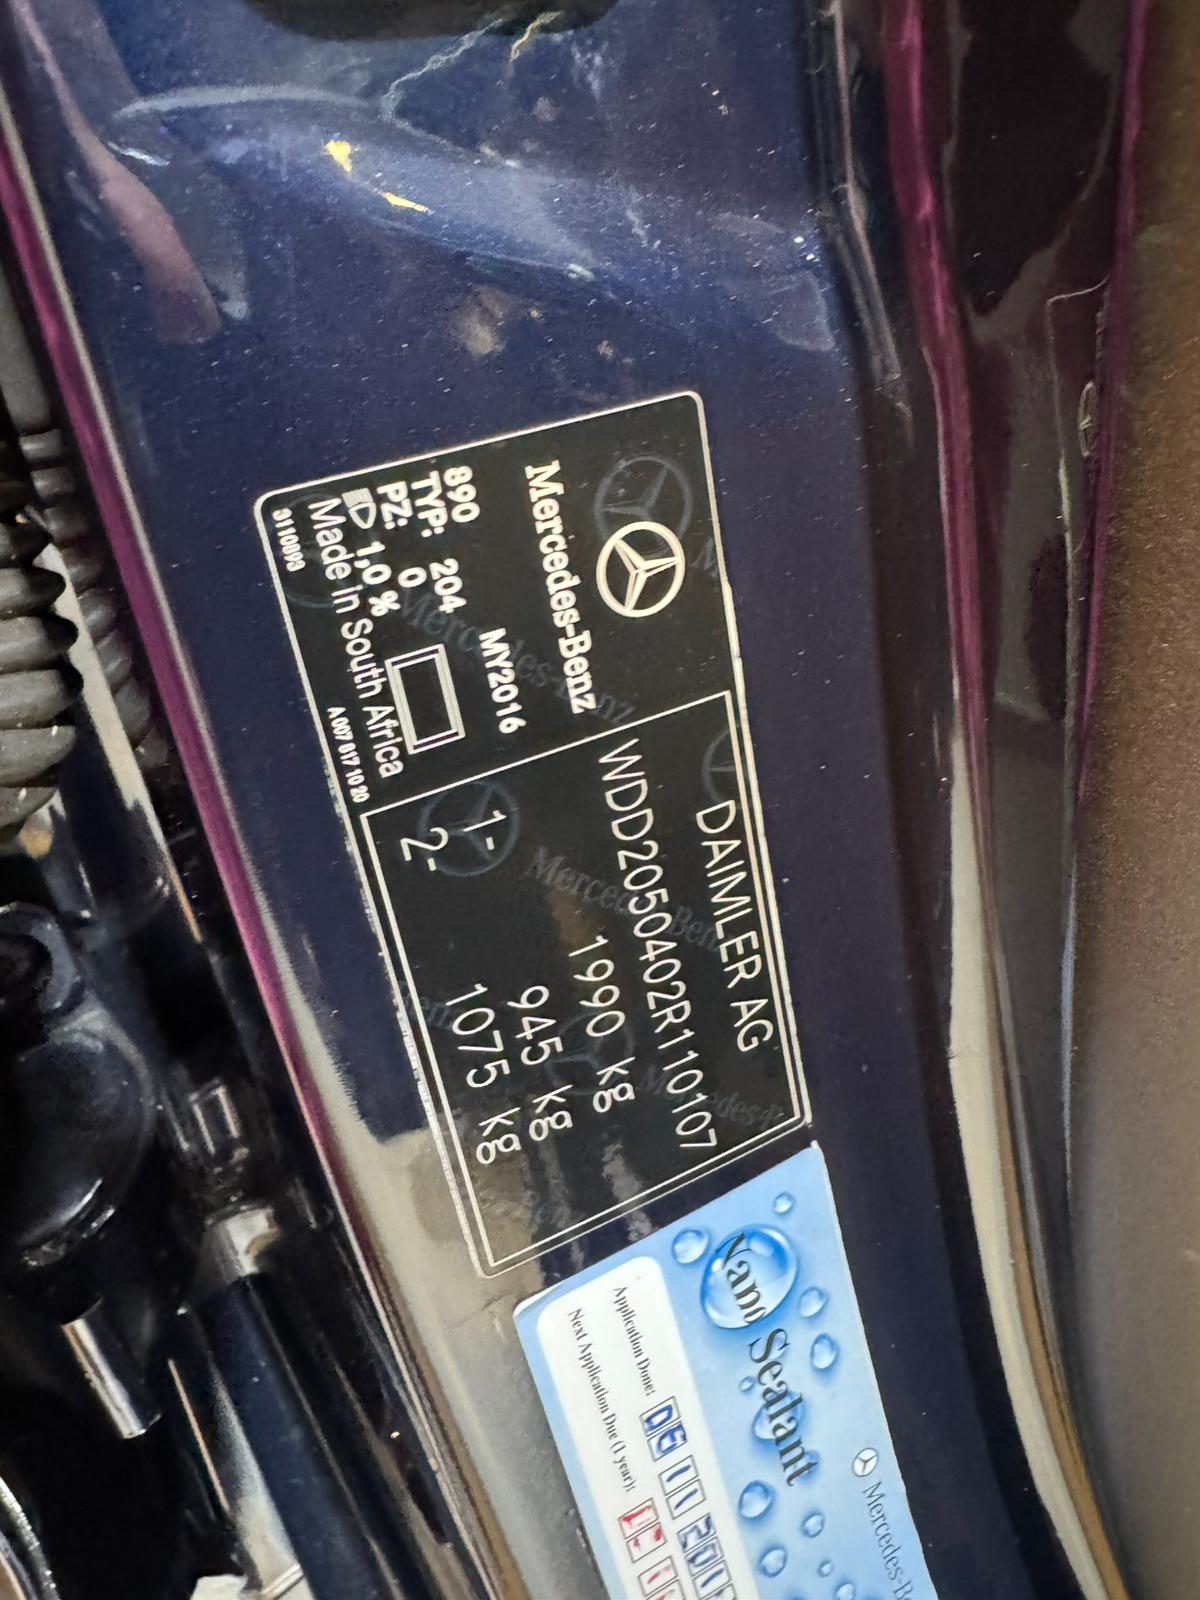 Mercedes-Benz
890 MY2016
TYP: 204
PZ: 0
1,0 %
Made in South Africa
3110093
A 007 817 10 20
DAIMLER AG
WDD2050402R110107
1990 kg
1- 945 kg
2- 1075 kg
Nano Sealant
Mercedes-B
Application Done:
Next Application Due (1 year):